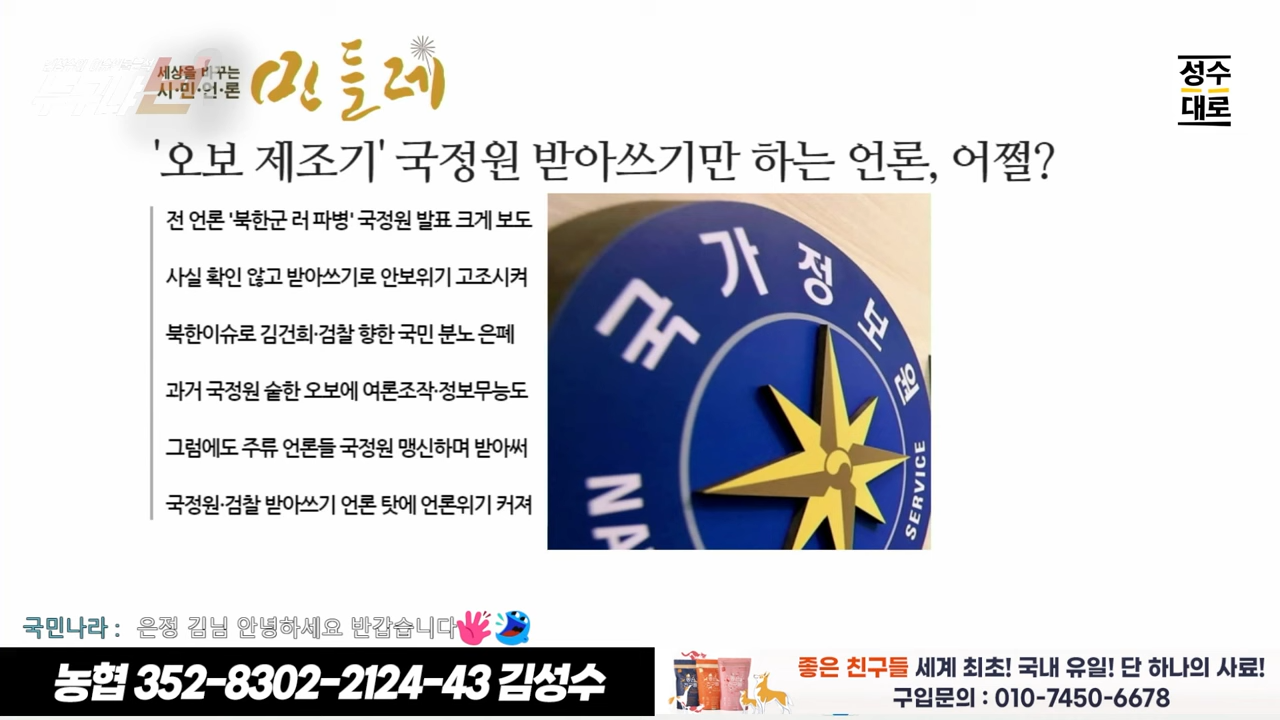 세상을 바꾸는
시·민·언·론
민들레
성수
대로
'오보 제조기' 국정원 받아쓰기만 하는 언론, 어쩔?
전 언론 '북한군 러 파병' 국정원 발표 크게 보도
사실 확인 않고 받아쓰기로 안보위기 고조시켜
북한이슈로 김건희·검찰 향한 국민 분노 은폐
과거 국정원 숱한 오보에 여론조작·정보무능도
그럼에도 주류 언론들 국정원 맹신하며 받아써
국정원·검찰 받아쓰기 언론 탓에 언론위기 커져
국가정보원
NA
SERVICE
국민나라 : 은정 김님 안녕하세요 반갑습니다
농협 352-8302-2124-43 김성수
좋은 친구들 세계 최초! 국내 유일! 단 하나의 사료!
구입문의 : 010-7450-6678